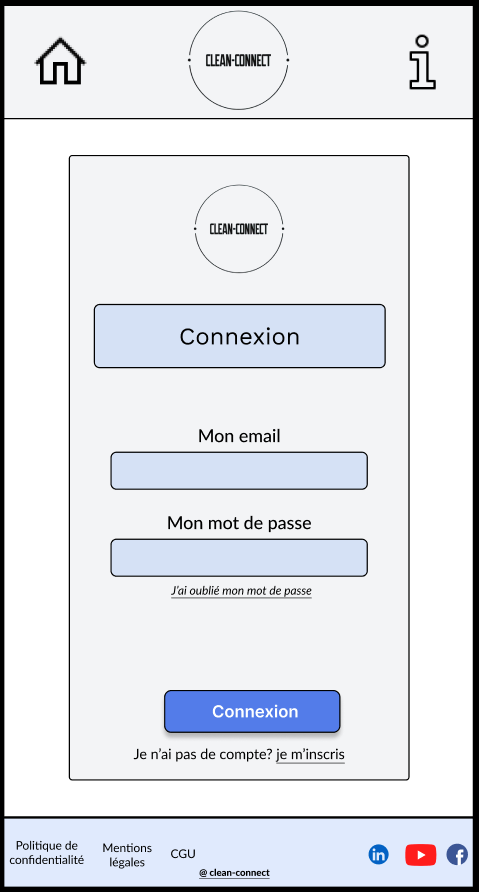 CLEAN-CONNECT
CLEAN-CONNECT
Connexion
Mon email
Mon mot de passe
J'ai oublié mon mot de passe
Connexion
Je n'ai pas de compte? je m'inscris
Politique de
confidentialité
Mentions
légales
CGU
@ clean-connect
in
f